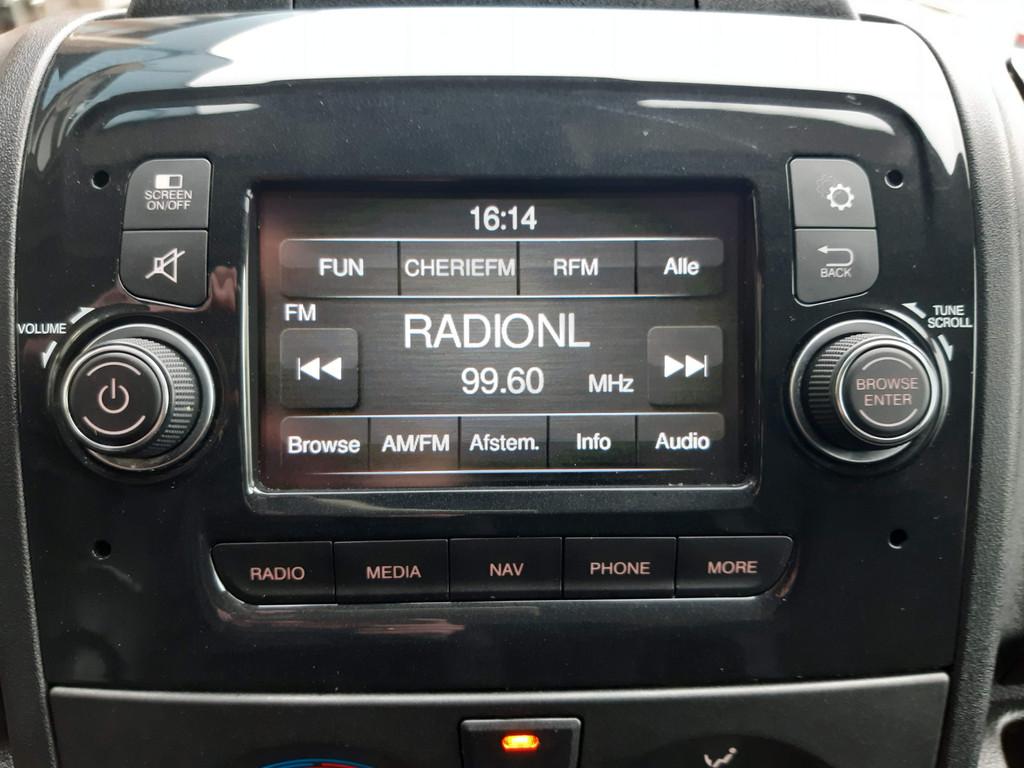 SCREEN
ON/OFF
16:14
FUN CHERIEFM RFM Alle
BACK
VOLUME
FM
RADIONL
TUNE
SCROLL
99.60 MHz
BROWSE
ENTER
Browse AM/FM Afstem. Info Audio
RADIO MEDIA NAV PHONE MORE